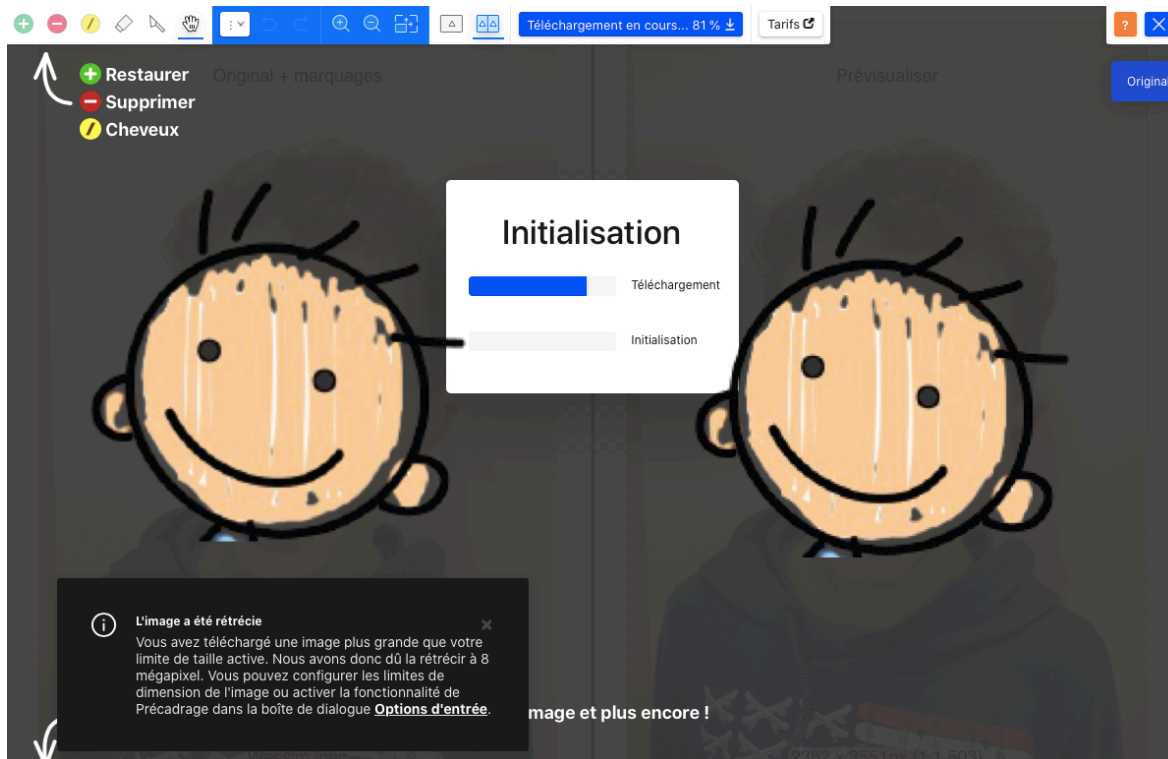 Téléchargement en cours... 81 %
Tarifs
?
Restaurer
Original + marquages
Prévisualiser
Original
Supprimer
Cheveux
Initialisation
Téléchargement
Initialisation
L'image a été rétrécie
Vous avez téléchargé une image plus grande que votre
limite de taille active. Nous avons donc dû la rétrécir à 8
mégapixel. Vous pouvez configurer les limites de
dimension de l'image ou activer la fonctionnalité de
Précadrage dans la boîte de dialogue Options d'entrée.
mage et plus encore !